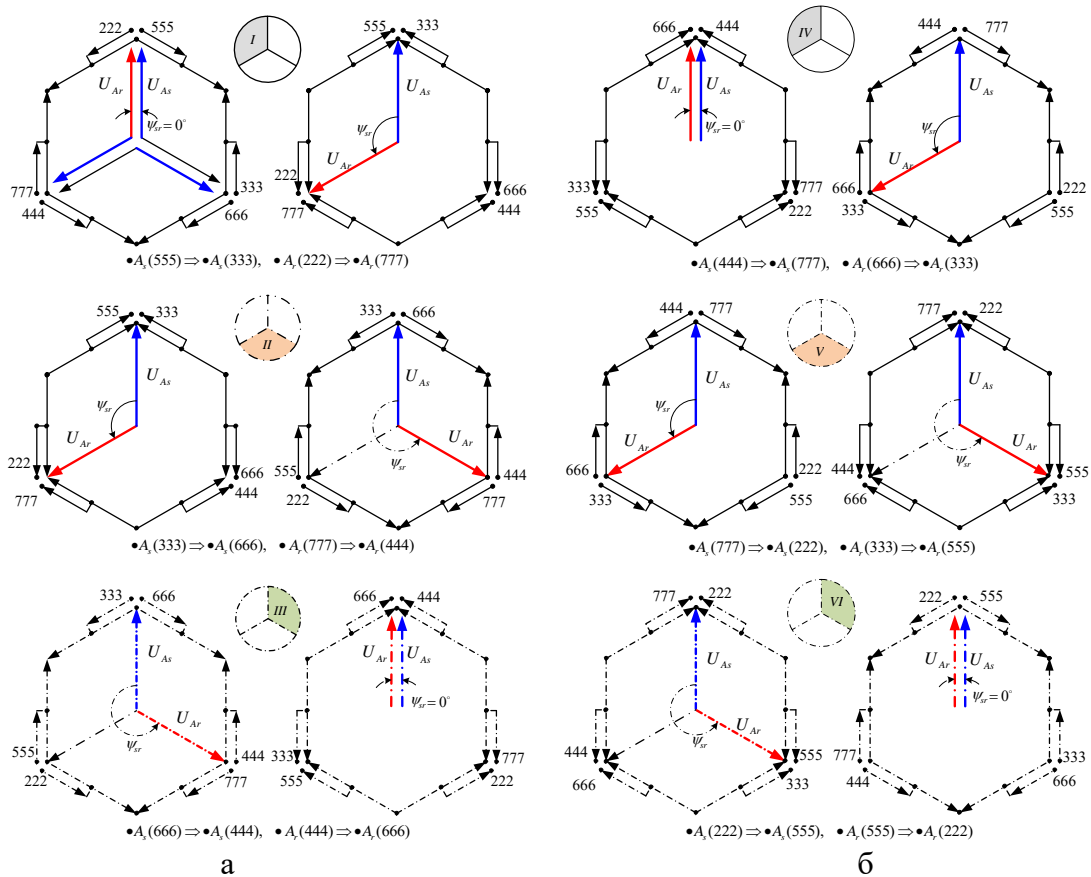 222 555
I
U_Ar U_As
ψ_sr=0°
777 333
444 666
555 333
U_As
ψ_sr
U_Ar
222 666
777 444
•A_s(555)⇒•A_s(333), •A_r(222)⇒•A_r(777)
666 444
IV
U_Ar U_As
ψ_sr=0°
333 777
555 222
444 777
U_As
ψ_sr
U_Ar
666 222
333 555
•A_s(444)⇒•A_s(777), •A_r(666)⇒•A_r(333)
555 333
II
U_As
ψ_sr
U_Ar
222 666
777 444
333 666
U_As
U_Ar
ψ_sr
555 444
222 777
•A_s(333)⇒•A_s(666), •A_r(777)⇒•A_r(444)
444 777
V
U_As
ψ_sr
U_Ar
666 222
333 555
777 222
U_As
U_Ar
ψ_sr
444 555
666 333
•A_s(777)⇒•A_s(222), •A_r(333)⇒•A_r(555)
333 666
III
U_As
U_Ar
ψ_sr
555 444
222 777
666 444
U_Ar U_As
ψ_sr=0°
333 777
555 222
•A_s(666)⇒•A_s(444), •A_r(444)⇒•A_r(666)
777 222
VI
U_As
U_Ar
ψ_sr
444 555
666 333
222 555
U_Ar U_As
ψ_sr=0°
777 333
444 666
•A_s(222)⇒•A_s(555), •A_r(555)⇒•A_r(222)
а б